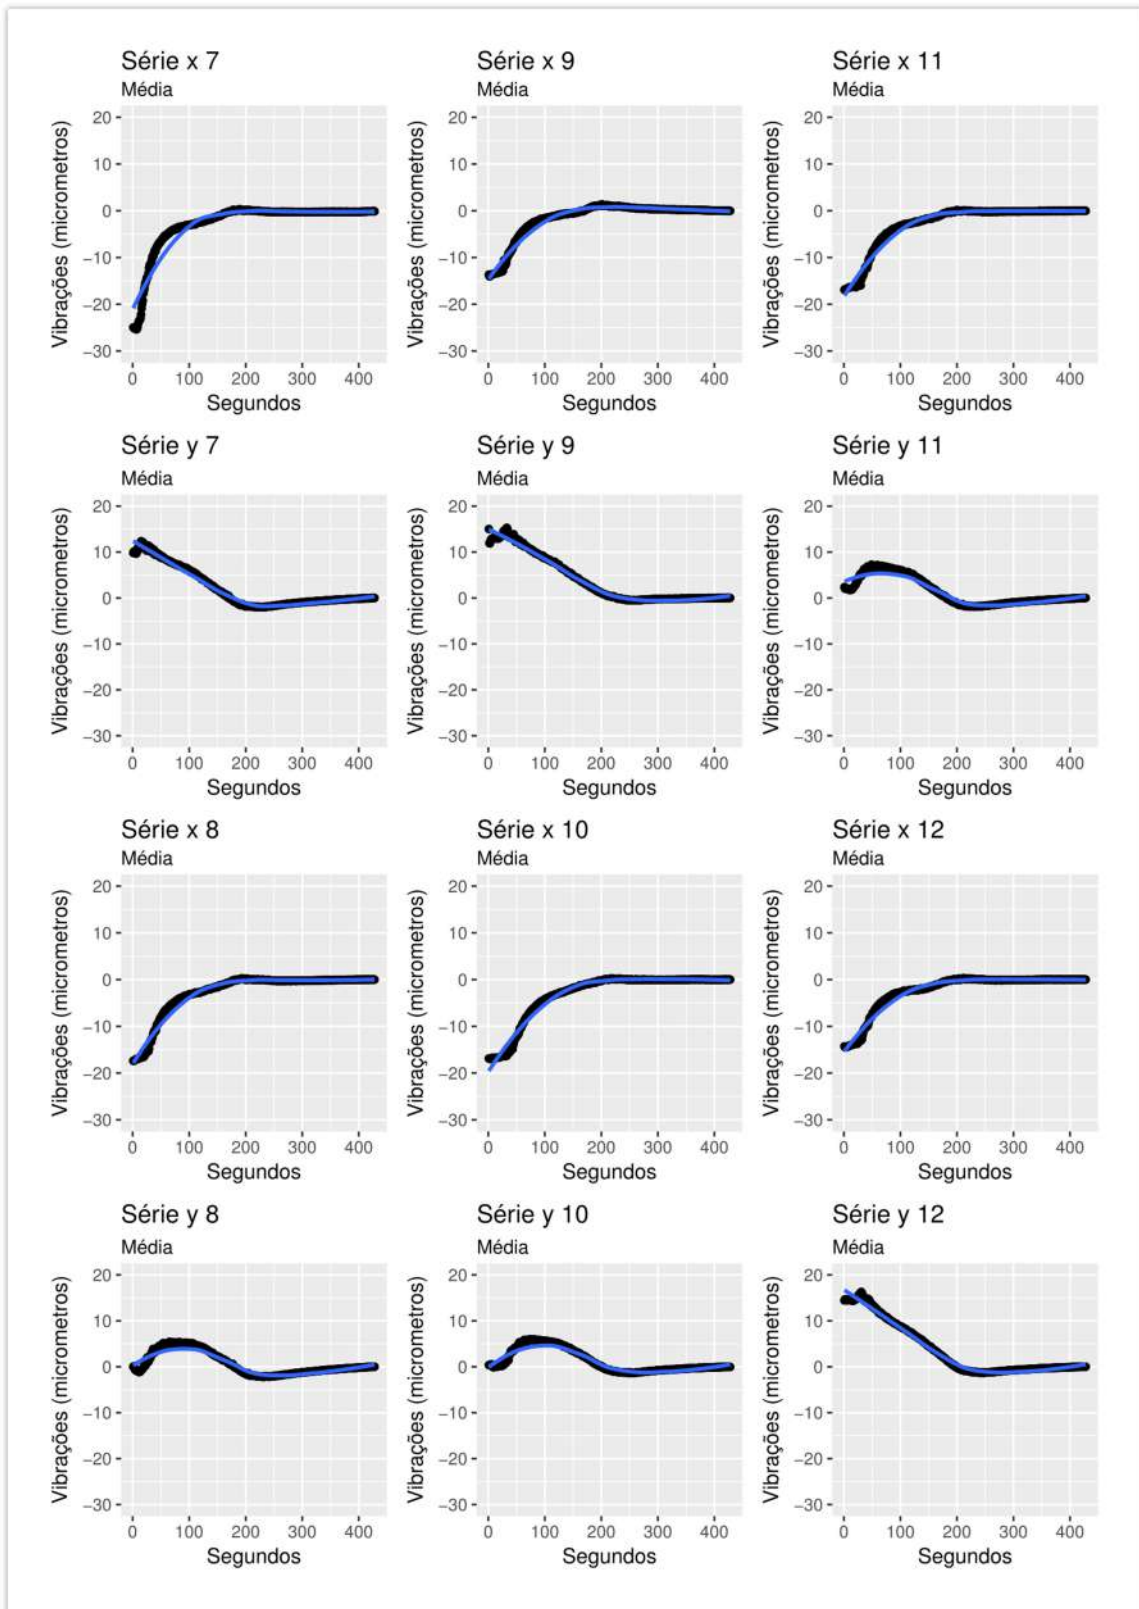 Série x 7
Média
Vibrações (micrometros)
20
10
0
−10
−20
−30
0 100 200 300 400
Segundos
Série x 9
Média
Vibrações (micrometros)
20
10
0
−10
−20
−30
0 100 200 300 400
Segundos
Série x 11
Média
Vibrações (micrometros)
20
10
0
−10
−20
−30
0 100 200 300 400
Segundos
Série y 7
Média
Vibrações (micrometros)
20
10
0
−10
−20
−30
0 100 200 300 400
Segundos
Série y 9
Média
Vibrações (micrometros)
20
10
0
−10
−20
−30
0 100 200 300 400
Segundos
Série y 11
Média
Vibrações (micrometros)
20
10
0
−10
−20
−30
0 100 200 300 400
Segundos
Série x 8
Média
Vibrações (micrometros)
20
10
0
−10
−20
−30
0 100 200 300 400
Segundos
Série x 10
Média
Vibrações (micrometros)
20
10
0
−10
−20
−30
0 100 200 300 400
Segundos
Série x 12
Média
Vibrações (micrometros)
20
10
0
−10
−20
−30
0 100 200 300 400
Segundos
Série y 8
Média
Vibrações (micrometros)
20
10
0
−10
−20
−30
0 100 200 300 400
Segundos
Série y 10
Média
Vibrações (micrometros)
20
10
0
−10
−20
−30
0 100 200 300 400
Segundos
Série y 12
Média
Vibrações (micrometros)
20
10
0
−10
−20
−30
0 100 200 300 400
Segundos